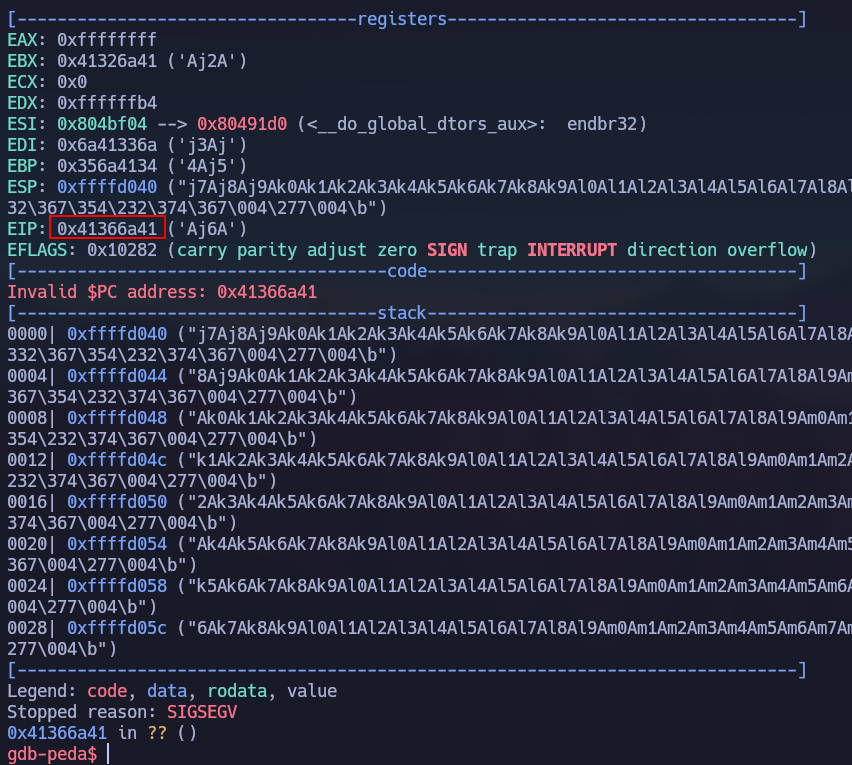 [----------------------------------registers-----------------------------------]
EAX: 0xffffffff
EBX: 0x41326a41 ('Aj2A')
ECX: 0x0
EDX: 0xffffffb4
ESI: 0x804bf04 --> 0x80491d0 (<__do_global_dtors_aux>:  endbr32)
EDI: 0x6a41336a ('j3Aj')
EBP: 0x356a4134 ('4Aj5')
ESP: 0xffffd040 ("j7Aj8Aj9Ak0Ak1Ak2Ak3Ak4Ak5Ak6Ak7Ak8Ak9Al0Al1Al2Al3Al4Al5Al6Al7Al8Al
32\367\354\232\374\367\004\277\004\b")
EIP: 0x41366a41 ('Aj6A')
EFLAGS: 0x10282 (carry parity adjust zero SIGN trap INTERRUPT direction overflow)
[-------------------------------------code-------------------------------------]
Invalid $PC address: 0x41366a41
[------------------------------------stack-------------------------------------]
0000| 0xffffd040 ("j7Aj8Aj9Ak0Ak1Ak2Ak3Ak4Ak5Ak6Ak7Ak8Ak9Al0Al1Al2Al3Al4Al5Al6Al7Al8A
332\367\354\232\374\367\004\277\004\b")
0004| 0xffffd044 ("8Aj9Ak0Ak1Ak2Ak3Ak4Ak5Ak6Ak7Ak8Ak9Al0Al1Al2Al3Al4Al5Al6Al7Al8Al9Am
367\354\232\374\367\004\277\004\b")
0008| 0xffffd048 ("Ak0Ak1Ak2Ak3Ak4Ak5Ak6Ak7Ak8Ak9Al0Al1Al2Al3Al4Al5Al6Al7Al8Al9Am0Am1
354\232\374\367\004\277\004\b")
0012| 0xffffd04c ("k1Ak2Ak3Ak4Ak5Ak6Ak7Ak8Ak9Al0Al1Al2Al3Al4Al5Al6Al7Al8Al9Am0Am1Am2A
232\374\367\004\277\004\b")
0016| 0xffffd050 ("2Ak3Ak4Ak5Ak6Ak7Ak8Ak9Al0Al1Al2Al3Al4Al5Al6Al7Al8Al9Am0Am1Am2Am3Am
374\367\004\277\004\b")
0020| 0xffffd054 ("Ak4Ak5Ak6Ak7Ak8Ak9Al0Al1Al2Al3Al4Al5Al6Al7Al8Al9Am0Am1Am2Am3Am4Am5
367\004\277\004\b")
0024| 0xffffd058 ("k5Ak6Ak7Ak8Ak9Al0Al1Al2Al3Al4Al5Al6Al7Al8Al9Am0Am1Am2Am3Am4Am5Am6A
004\277\004\b")
0028| 0xffffd05c ("6Ak7Ak8Ak9Al0Al1Al2Al3Al4Al5Al6Al7Al8Al9Am0Am1Am2Am3Am4Am5Am6Am7Am
277\004\b")
[------------------------------------------------------------------------------]
Legend: code, data, rodata, value
Stopped reason: SIGSEGV
0x41366a41 in ?? ()
gdb-peda$